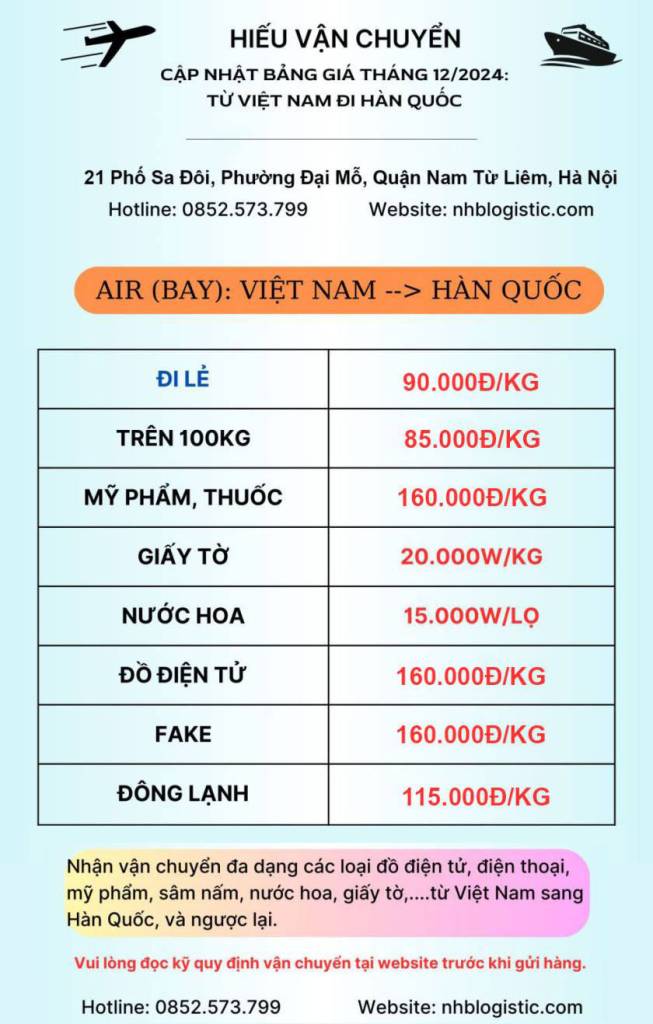 HIẾU VẬN CHUYỂN
CẬP NHẬT BẢNG GIÁ THÁNG 12/2024:
TỪ VIỆT NAM ĐI HÀN QUỐC
21 Phố Sa Đôi, Phường Đại Mỗ, Quận Nam Từ Liêm, Hà Nội
Hotline: 0852.573.799 Website: nhblogistic.com
AIR (BAY): VIỆT NAM --> HÀN QUỐC
ĐI LẺ 90.000Đ/KG
TRÊN 100KG 85.000Đ/KG
MỸ PHẨM, THUỐC 160.000Đ/KG
GIẤY TỜ 20.000W/KG
NƯỚC HOA 15.000W/LỌ
ĐỒ ĐIỆN TỬ 160.000Đ/KG
FAKE 160.000Đ/KG
ĐÔNG LẠNH 115.000Đ/KG
Nhận vận chuyển đa dạng các loại đồ điện tử, điện thoại,
mỹ phẩm, sâm nấm, nước hoa, giấy tờ,....từ Việt Nam sang
Hàn Quốc, và ngược lại.
Vui lòng đọc kỹ quy định vận chuyển tại website trước khi gửi hàng.
Hotline: 0852.573.799 Website: nhblogistic.com